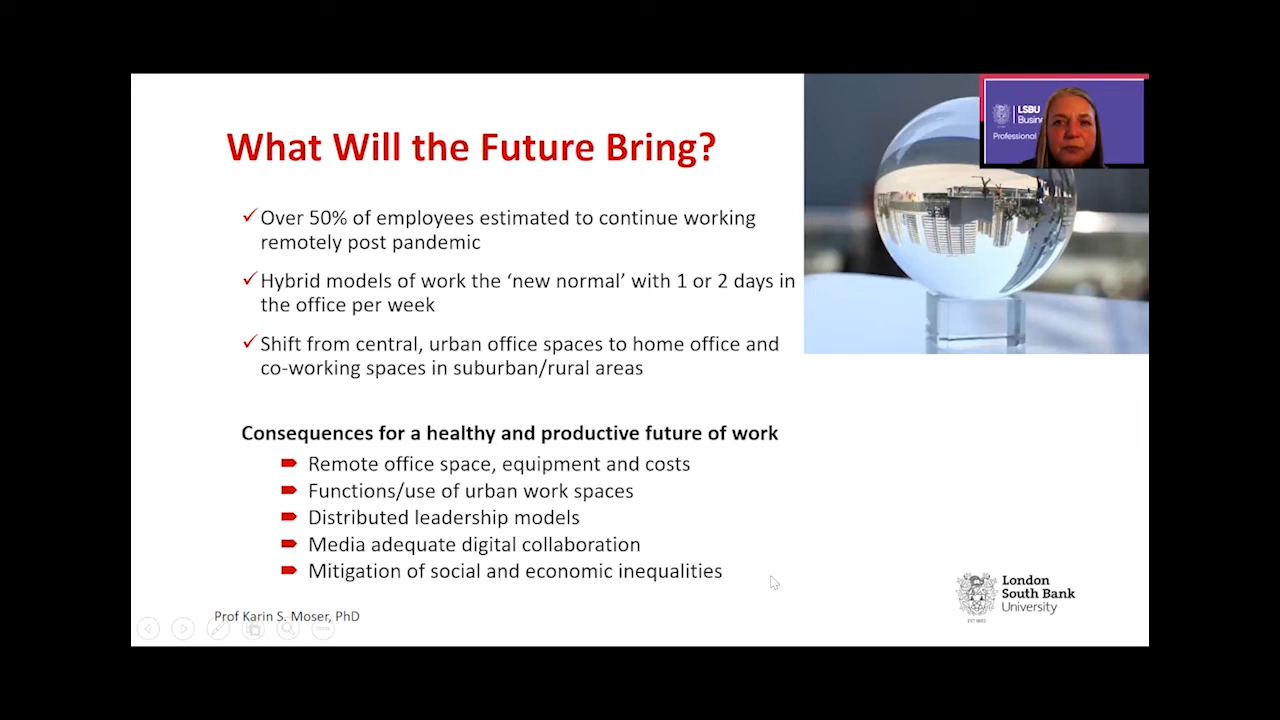 What Will the Future Bring?
Over 50% of employees estimated to continue working
remotely post pandemic
Hybrid models of work the ‘new normal’ with 1 or 2 days in
the office per week
Shift from central, urban office spaces to home office and
co-working spaces in suburban/rural areas
Consequences for a healthy and productive future of work
Remote office space, equipment and costs
Functions/use of urban work spaces
Distributed leadership models
Media adequate digital collaboration
Mitigation of social and economic inequalities
Prof Karin S. Moser, PhD
LSBU
Busine
Professional
London
South Bank
University
EST 1892